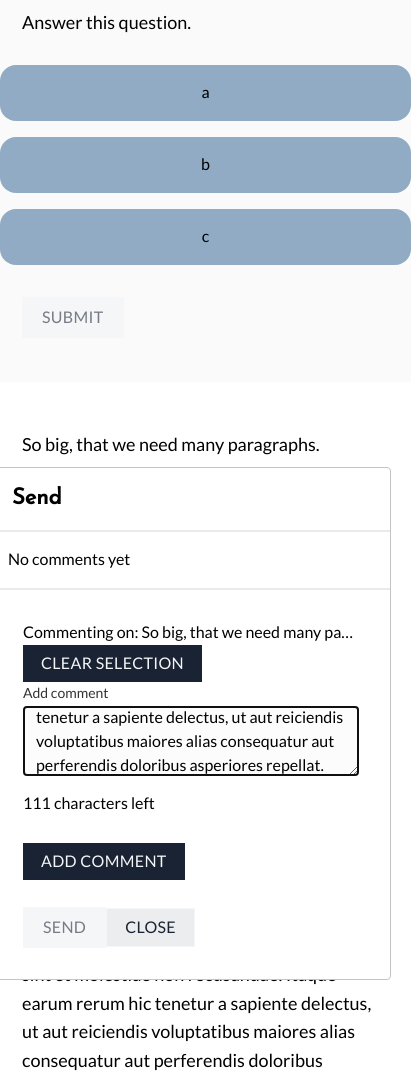 Answer this question.
a
b
c
SUBMIT
So big, that we need many paragraphs.
Send
No comments yet
Commenting on: So big, that we need many pa...
CLEAR SELECTION
Add comment
tenetur a sapiente delectus, ut aut reiciendis
voluptatibus maiores alias consequatur aut
perferendis doloribus asperiores repellat.
111 characters left
ADD COMMENT
SEND CLOSE
earum rerum hic tenetur a sapiente delectus,
ut aut reiciendis voluptatibus maiores alias
consequatur aut perferendis doloribus